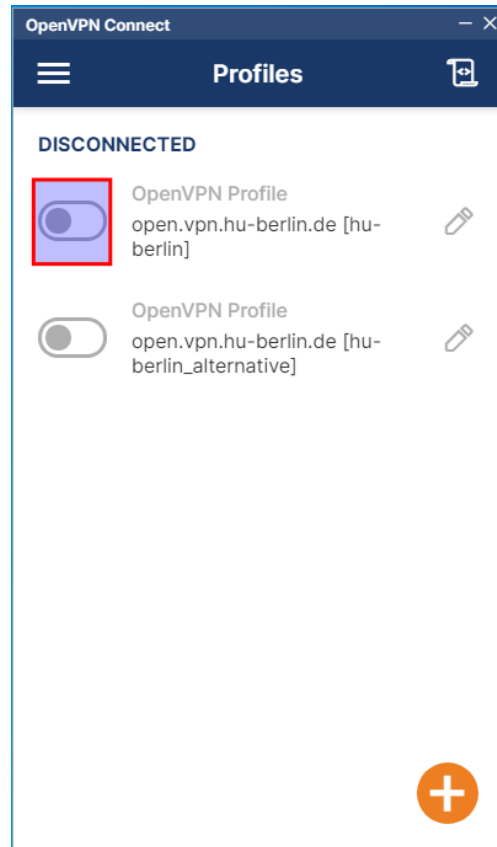 OpenVPN Connect
Profiles
DISCONNECTED
OpenVPN Profile
open.vpn.hu-berlin.de [hu-
berlin]
OpenVPN Profile
open.vpn.hu-berlin.de [hu-
berlin_alternative]